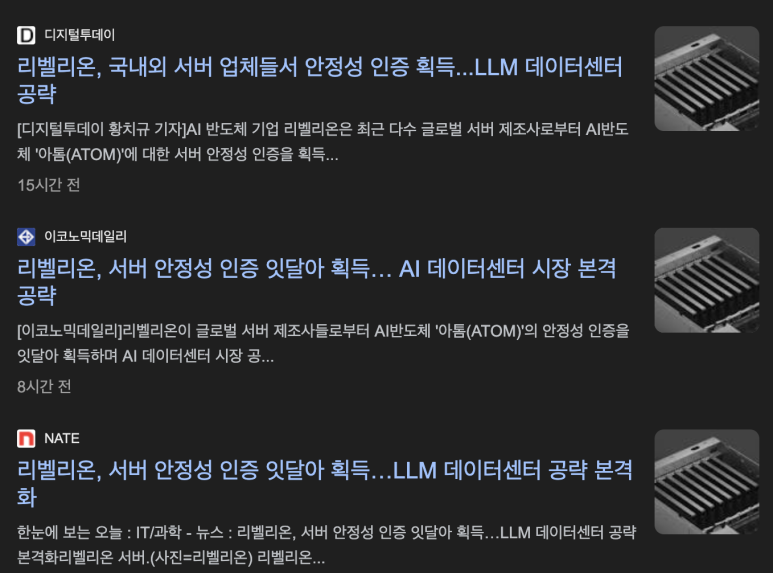 디지털투데이
리벨리온, 국내외 서버 업체들서 안정성 인증 획득...LLM 데이터센터
공략
[디지털투데이 황치규 기자]AI 반도체 기업 리벨리온은 최근 다수 글로벌 서버 제조사로부터 AI반도
체 '아톰(ATOM)'에 대한 서버 안정성 인증을 획득...
15시간 전
이코노믹데일리
리벨리온, 서버 안정성 인증 잇달아 획득… AI 데이터센터 시장 본격
공략
[이코노믹데일리]리벨리온이 글로벌 서버 제조사들로부터 AI반도체 '아톰(ATOM)'의 안정성 인증을
잇달아 획득하며 AI 데이터센터 시장 공...
8시간 전
NATE
리벨리온, 서버 안정성 인증 잇달아 획득…LLM 데이터센터 공략 본격
화
한눈에 보는 오늘 : IT/과학 - 뉴스 : 리벨리온, 서버 안정성 인증 잇달아 획득…LLM 데이터센터 공략
본격화리벨리온 서버.(사진=리벨리온) 리벨리온...